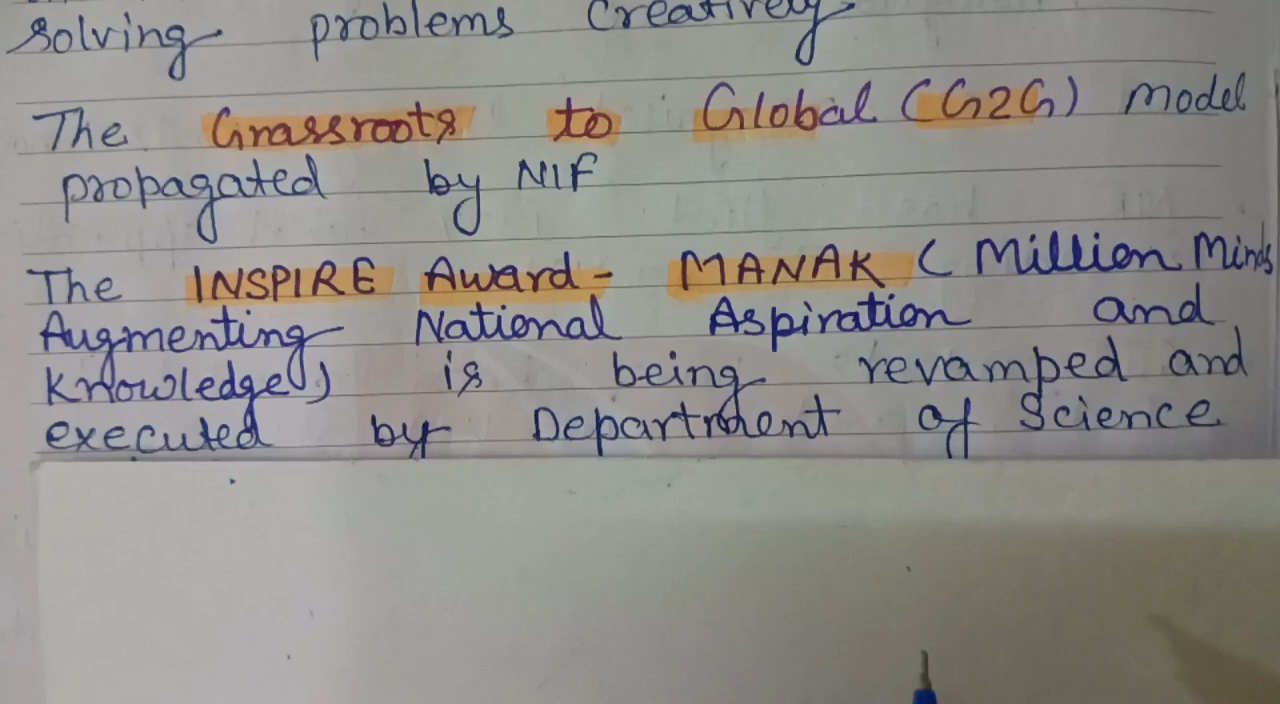 solving problems creatively
The Grassroots to Global (G2G) model
propagated by NIF
The INSPIRE Award- MANAK (Million Minds
Augmenting National Aspiration and
Knowledge) is being revamped and
executed by Department of Science